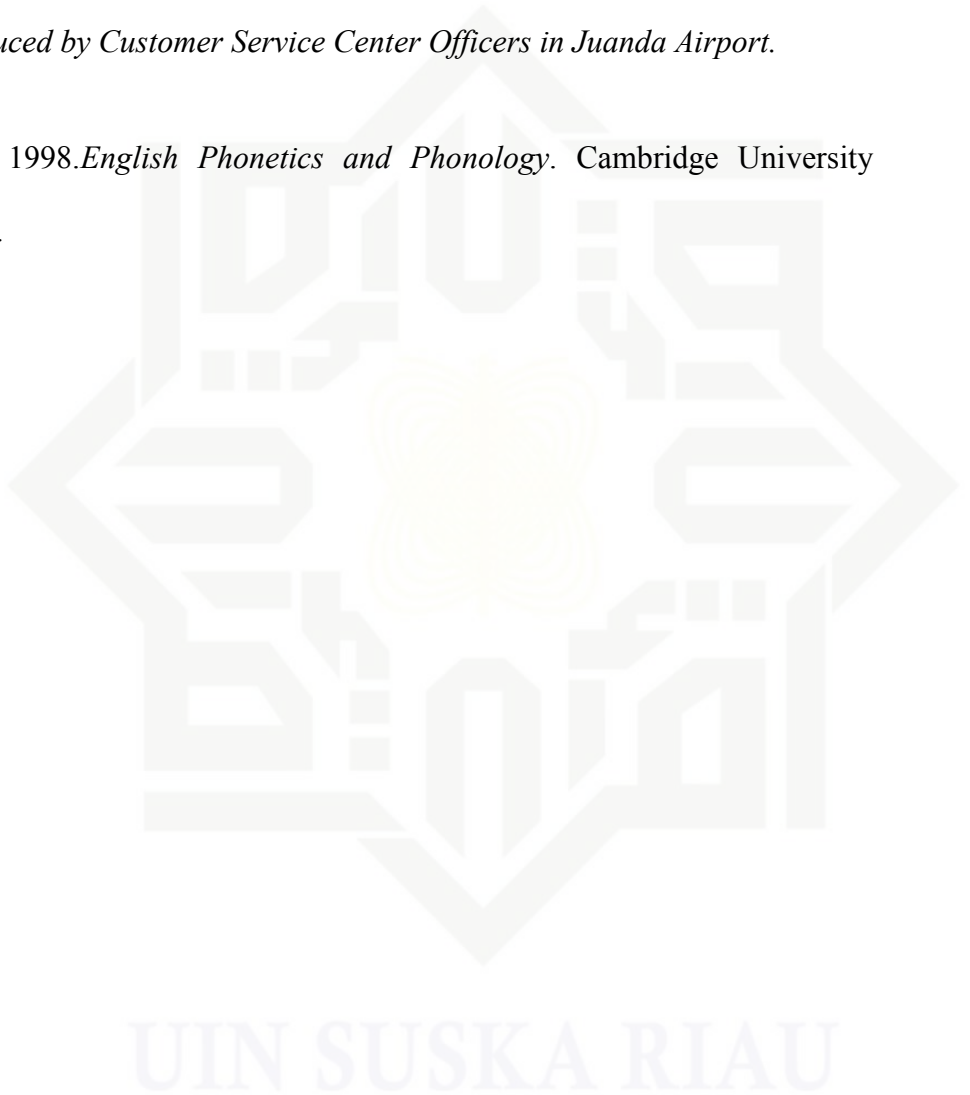 uced by Customer Service Center Officers in Juanda Airport.
1998.English Phonetics and Phonology. Cambridge University
.
UIN SUSKA RIAU